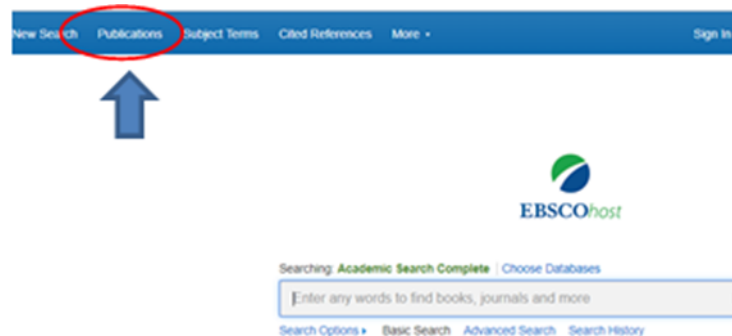 New Search Publications Subject Terms Cited References More Sign In
EBSCOhost
Searching: Academic Search Complete Choose Databases
Enter any words to find books, journals and more
Search Options Basic Search Advanced Search Search History